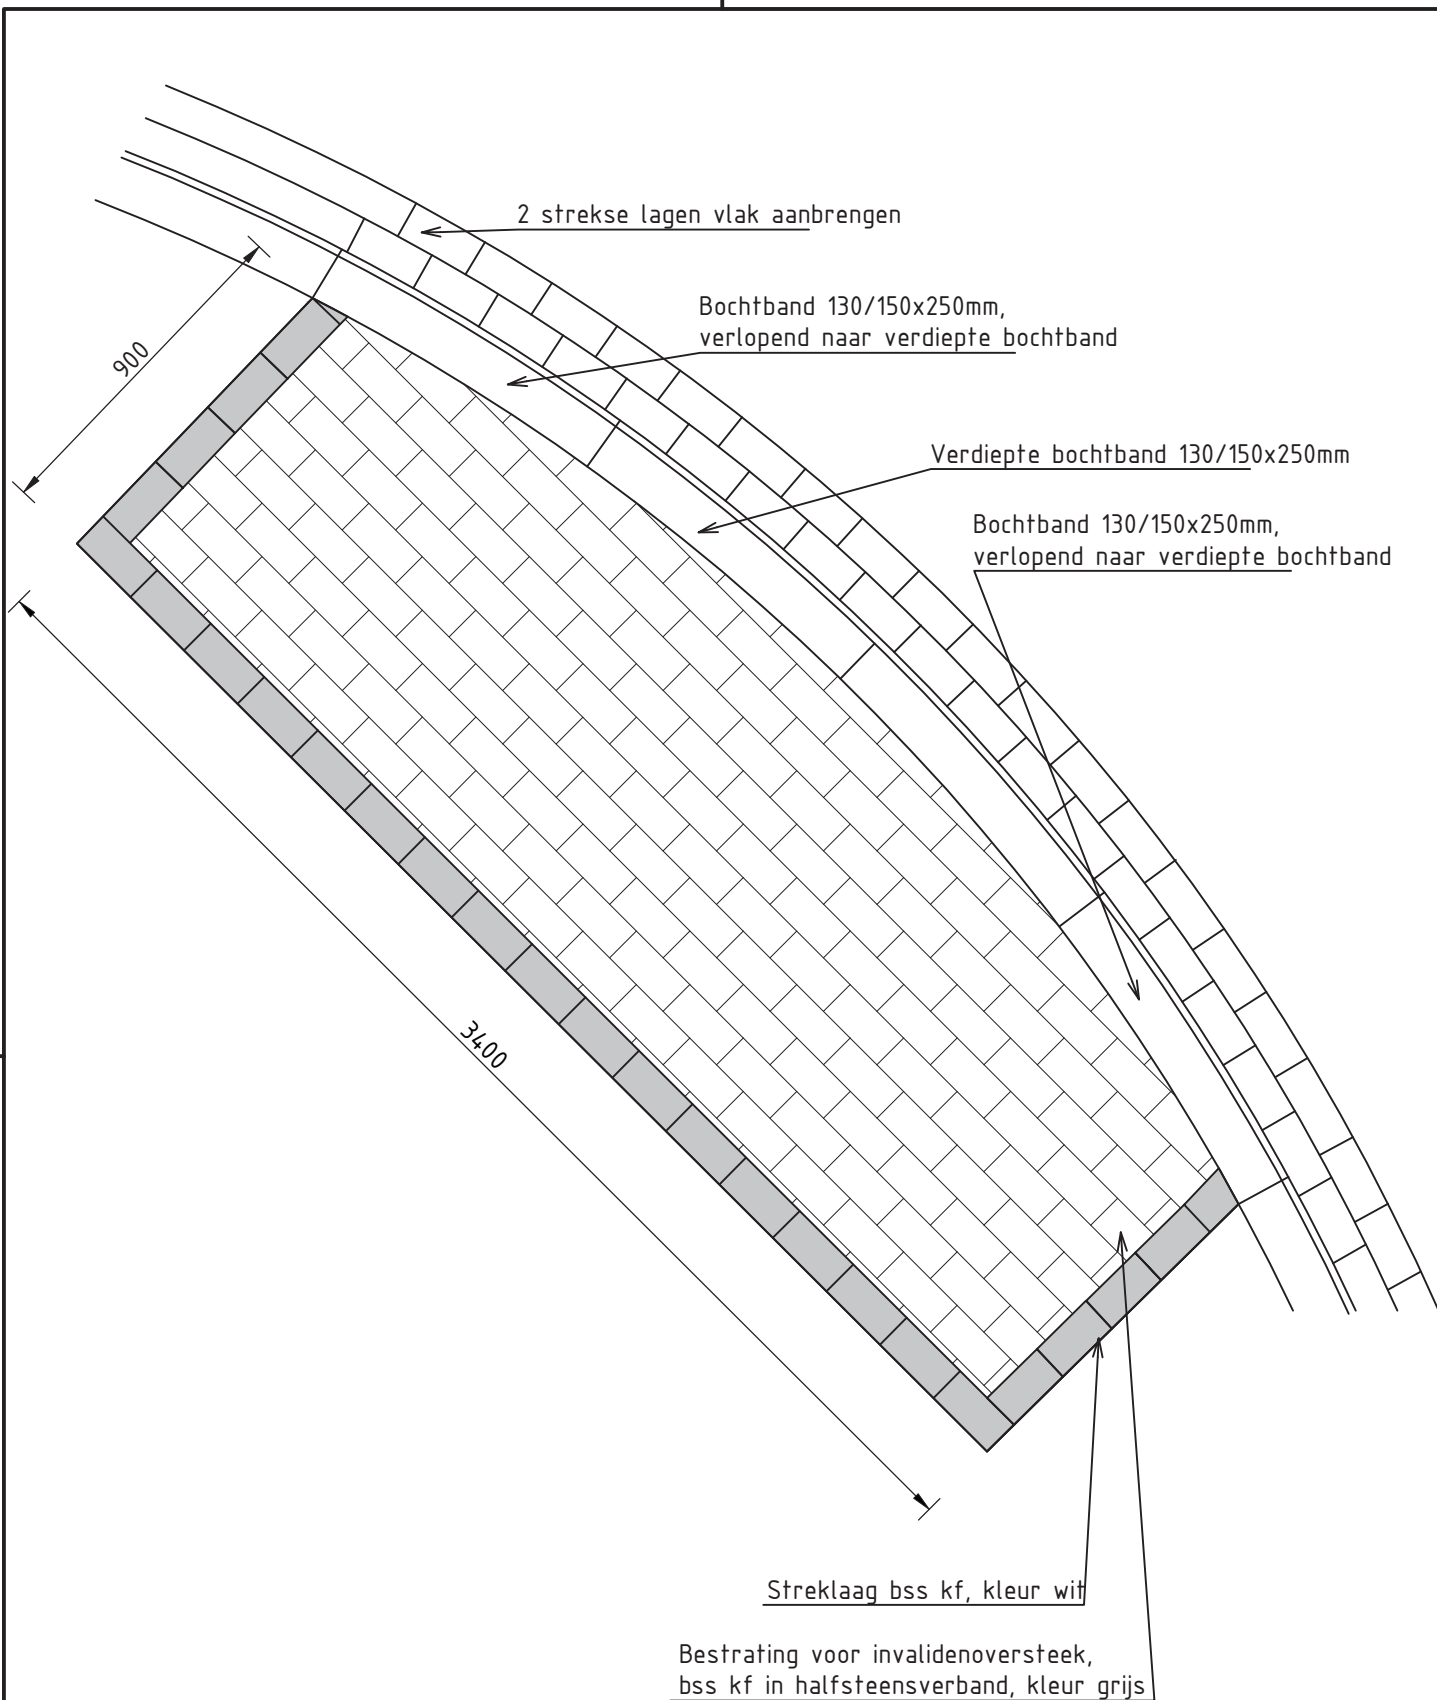 2 strekse lagen vlak aanbrengen
Bochtband 130/150x250mm,
verlopend naar verdiepte bochtband
900
Verdiepte bochtband 130/150x250mm
Bochtband 130/150x250mm,
verlopend naar verdiepte bochtband
3400
Streklaag bss kf, kleur wit
Bestrating voor invalidenoversteek,
bss kf in halfsteensverband, kleur grijs